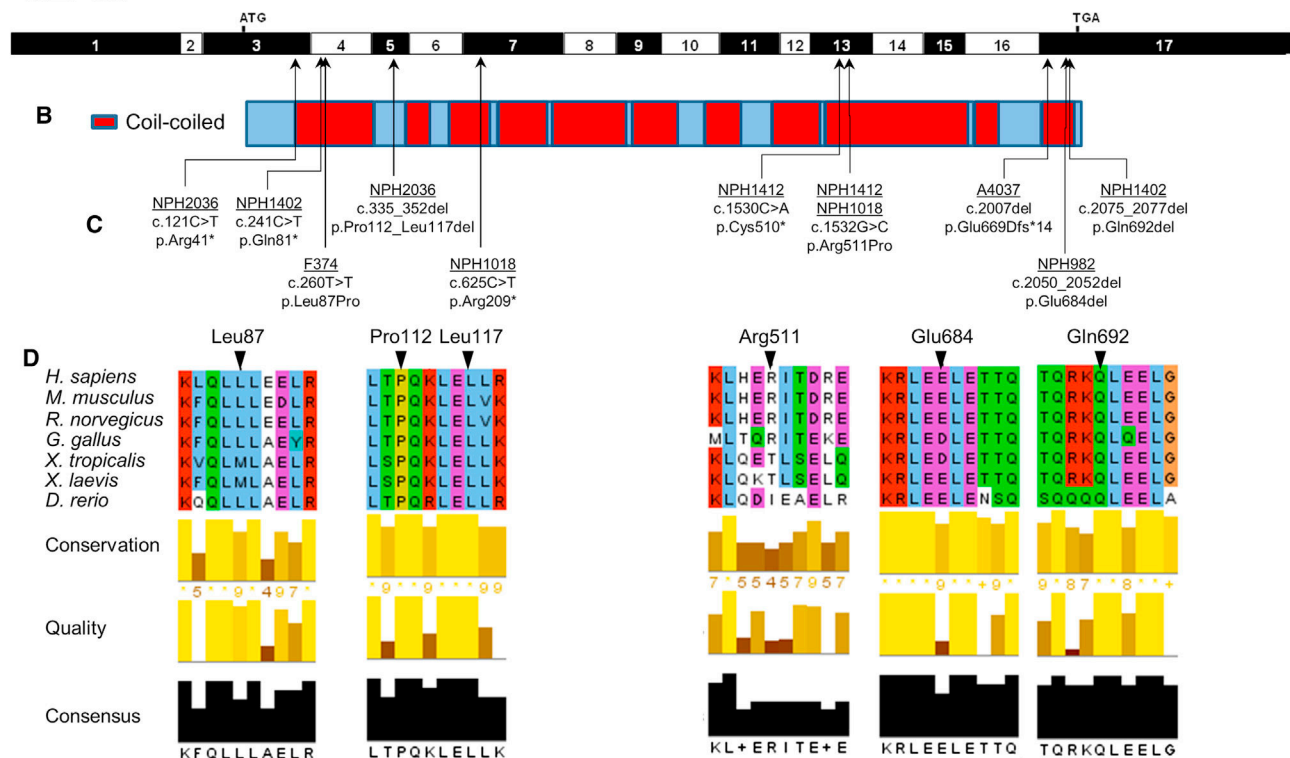 ATG TGA
1 2 3 4 5 6 7 8 9 10 11 12 13 14 15 16 17
B Coil-coiled
C
NPH2036
c.121C>T
p.Arg41*
NPH1402
c.241C>T
p.Gln81*
F374
c.260T>T
p.Leu87Pro
NPH2036
c.335_352del
p.Pro112_Leu117del
NPH1018
c.625C>T
p.Arg209*
NPH1412
c.1530C>A
p.Cys510*
NPH1412
NPH1018
c.1532G>C
p.Arg511Pro
A4037
c.2007del
p.Glu669Dfs*14
NPH982
c.2050_2052del
p.Glu684del
NPH1402
c.2075_2077del
p.Gln692del
D
Leu87 Pro112 Leu117 Arg511 Glu684 Gln692
H. sapiens KLQLLLEELR LTPQKLELLR KLHERITDRE KRLEELETTQ TQRKQLEELG
M. musculus KFQLLLEDLR LTPQKLELVK KLHERITDRE KRLEELETTQ TQRKQLEELG
R. norvegicus KFQLLLEELR LTPQKLELVK KLHERITDRE KRLEELETTQ TQRKQLEELG
G. gallus KFQLLLAEYR LTPQKLELLK MLTQRITEKE KRLEDLETTQ TQRKQLQELG
X. tropicalis KVQLMLAELR LSPQKLELLK KLQETLSELQ KRLEDLETTQ TQRKQLEELG
X. laevis KFQLMLAELR LSPQKLELLK KLQKTLSELQ KRLEELETTQ TQRKQLEELG
D. rerio KQQLLLAELR LTPQRLELLK KLQDIEAELR KRLEELENSQ SQQQQLEELA
Conservation
*5**9*497* *9**9***99 7*55457957 ****9**+9* 9*87**8**+
Quality
Consensus
KFQLLLAELR LTPQKLELLK KL+ERITE+E KRLEELETTQ TQRKQLEELG